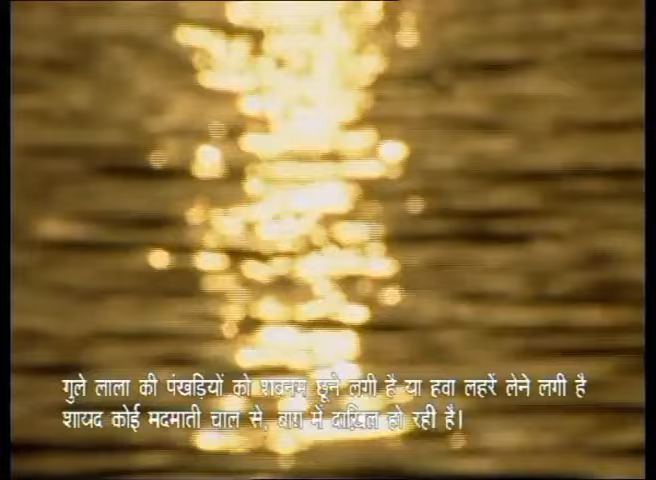 गुले लाला की पंखड़ियों को शबनम छूने लगी है या हवा लहरें लेने लगी है
शायद कोई मदमाती चाल से, बाग़ में दाख़िल हो रही है।